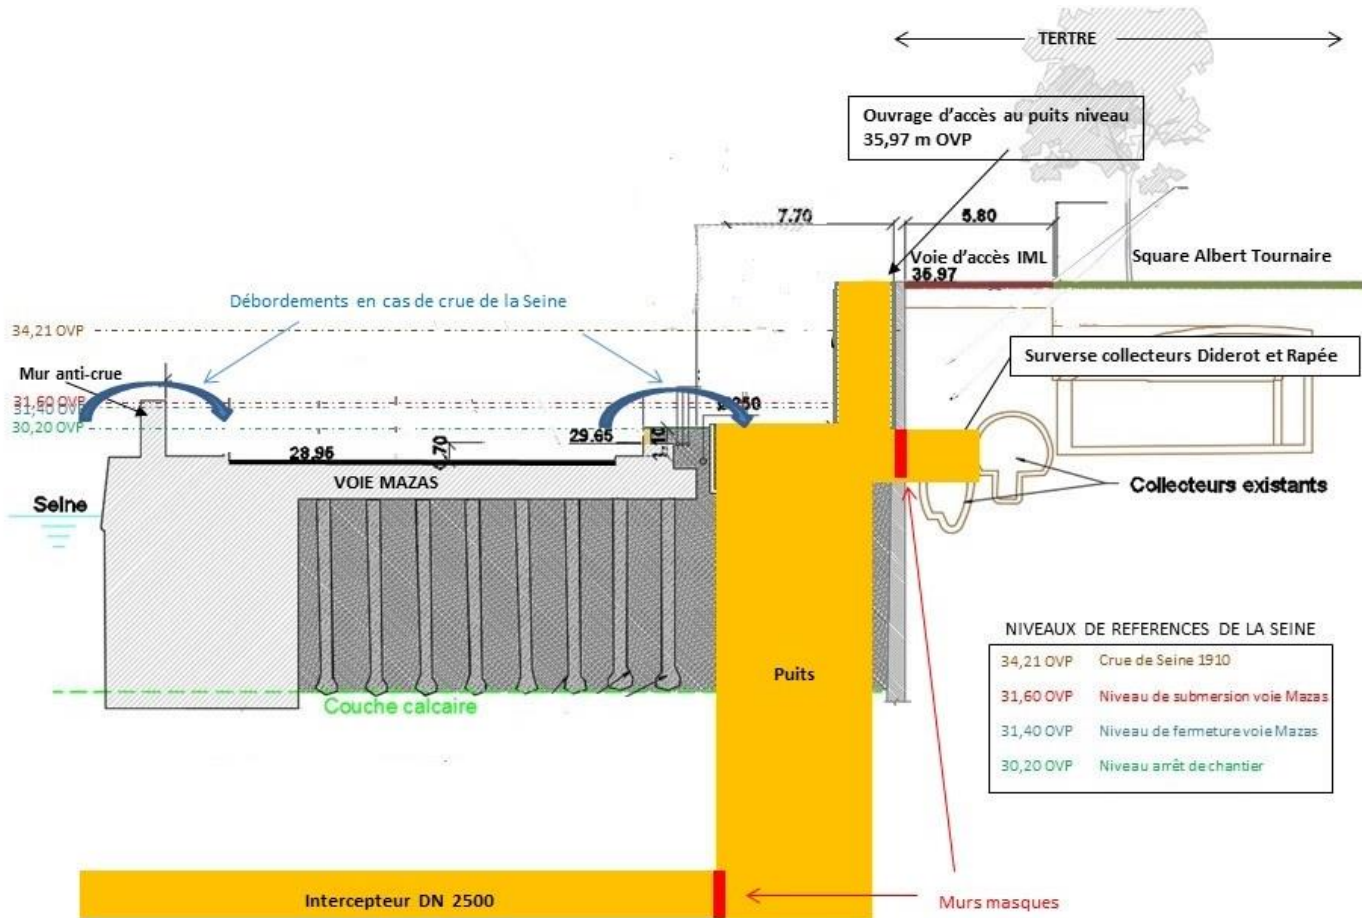 TERTRE
Ouvrage d'accès au puits niveau
35,97 m OVP
7.70
5.80
Voie d'accès IML
35.97
Square Albert Tournaire
Débordements en cas de crue de la Seine
34,21 OVP
Mur anti-crue
31,60 OVP
31,40 OVP
30,20 OVP
Surverse collecteurs Diderot et Rapée
29.65
28.95
VOIE MAZAS
Seine
Collecteurs existants
Puits
Couche calcaire
NIVEAUX DE REFERENCES DE LA SEINE
34,21 OVP Crue de Seine 1910
31,60 OVP Niveau de submersion voie Mazas
31,40 OVP Niveau de fermeture voie Mazas
30,20 OVP Niveau arrêt de chantier
Intercepteur DN 2500
Murs masques